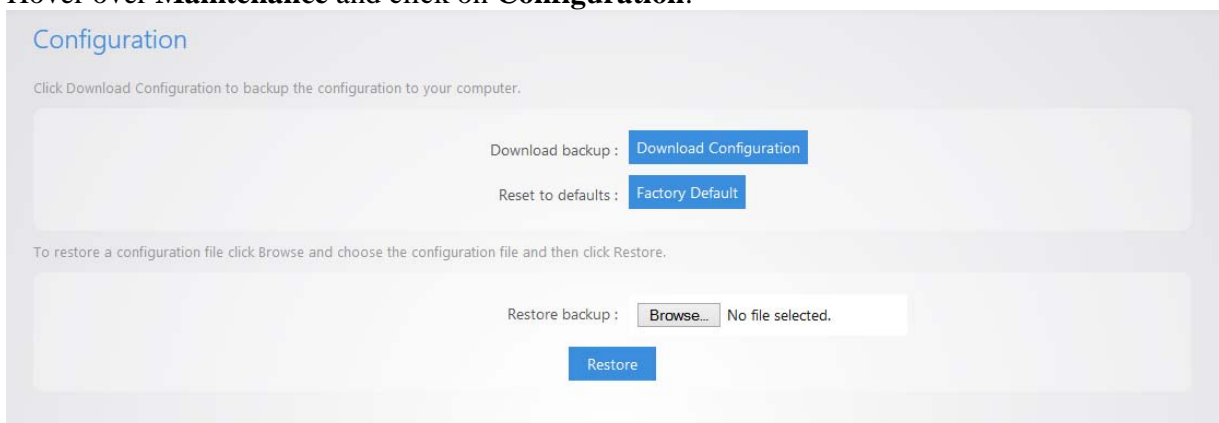 Hover over Maintenance and click on Configuration.
Configuration
Click Download Configuration to backup the configuration to your computer.
Download backup : Download Configuration
Reset to defaults : Factory Default
To restore a configuration file click Browse and choose the configuration file and then click Restore.
Restore backup : Browse... No file selected.
Restore